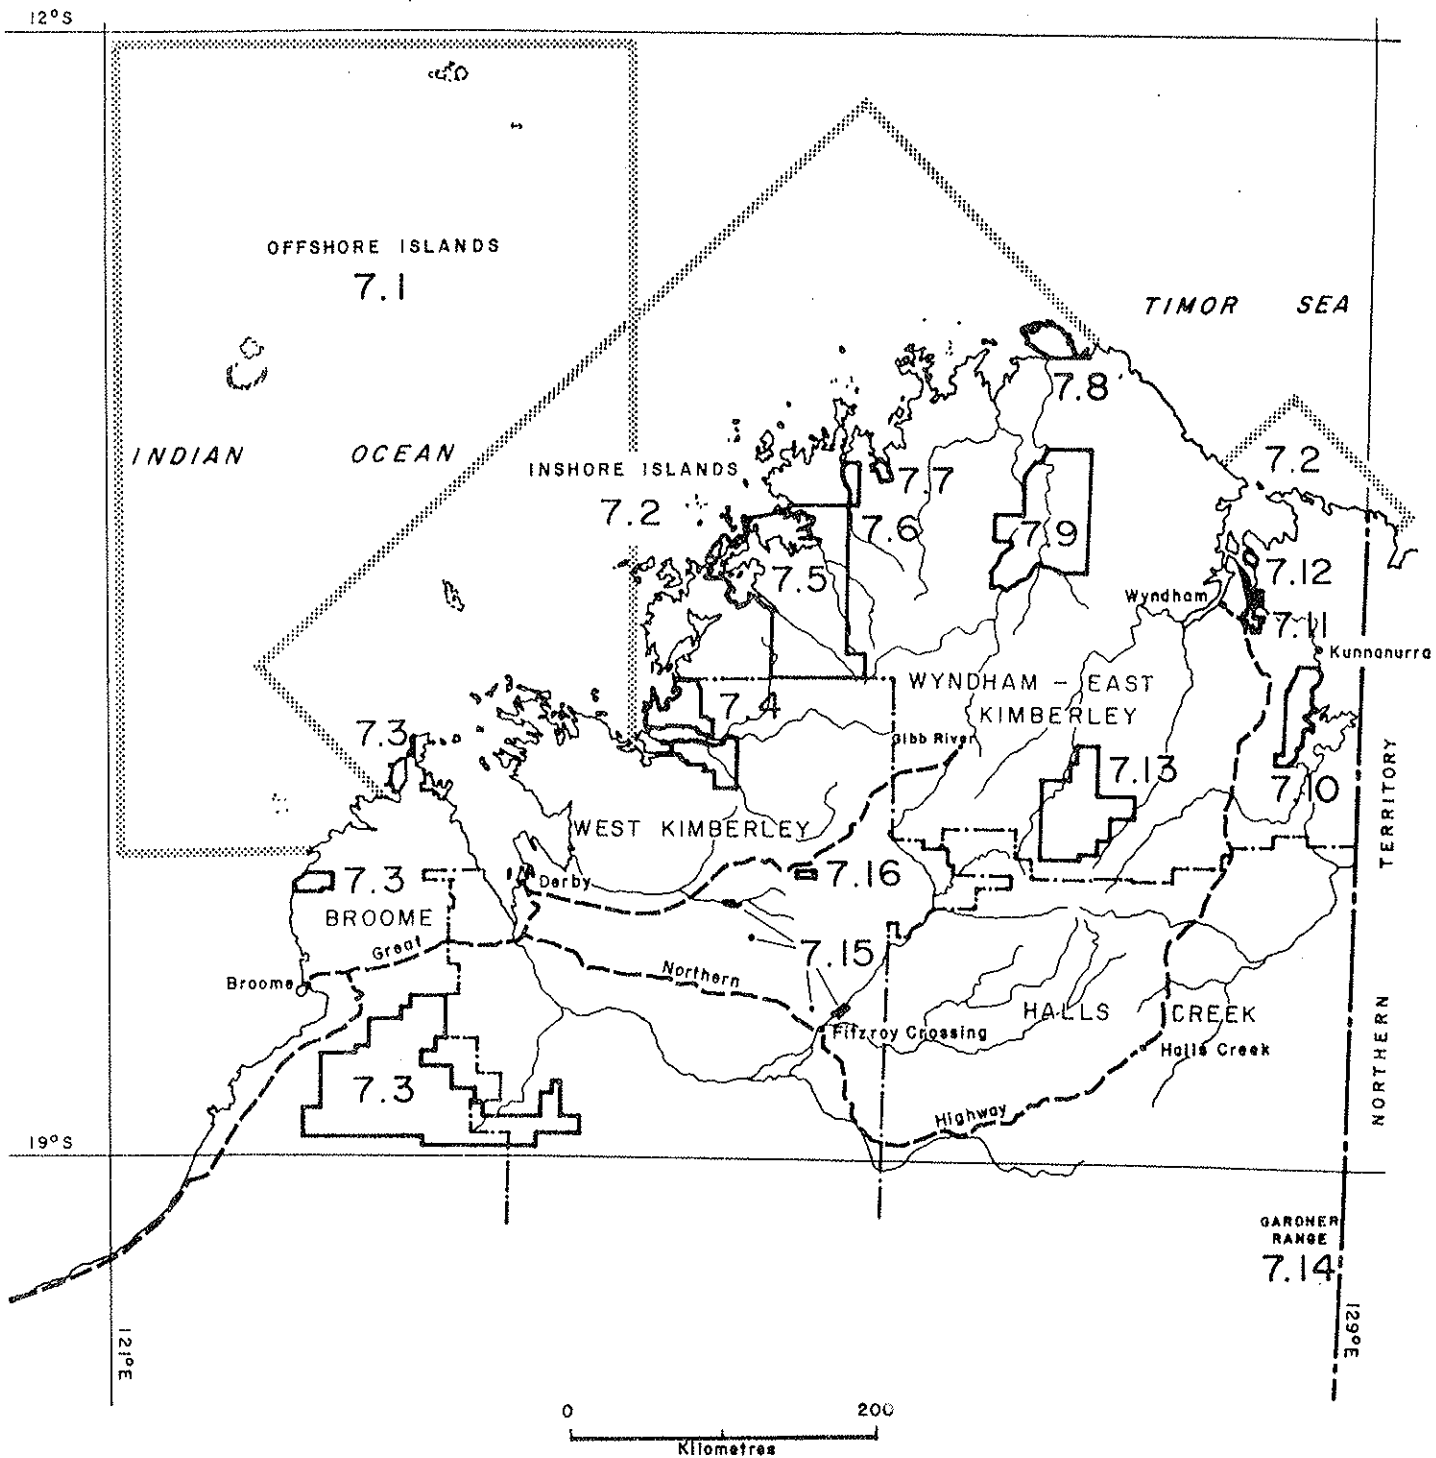 12°S
OFFSHORE ISLANDS
7.1
TIMOR SEA
INDIAN OCEAN
INSHORE ISLANDS
7.2
7.8
7.2
7.7
7.6
7.9
7.5
7.12
Wyndham
7.11
Kununurra
WYNDHAM - EAST
KIMBERLEY
7.4
7.3
Gibb River
7.13
7.10
WEST KIMBERLEY
TERRITORY
7.3
Derby
7.16
BROOME
Great
7.15
Northern
Broome
HALLS CREEK
Fitzroy Crossing
Halls Creek
NORTHERN
7.3
Highway
19°S
GARDNER
RANGE
7.14
121°E
129°E
0 200
Kilometres